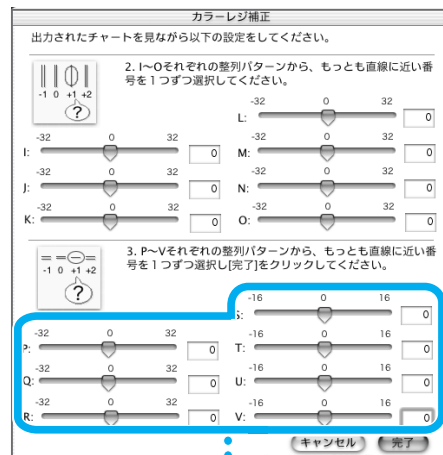 カラーレジ補正
出力されたチャートを見ながら以下の設定をしてください。
-1 0 +1 +2
?
2. I～Oそれぞれの整列パターンから、もっとも直線に近い番
号を1つずつ選択してください。
-32 0 32
L: 0
-32 0 32
I: 0
-32 0 32
M: 0
-32 0 32
J: 0
-32 0 32
N: 0
-32 0 32
K: 0
-32 0 32
O: 0
-1 0 +1 +2
?
3. P～Vそれぞれの整列パターンから、もっとも直線に近い番
号を1つずつ選択し[完了]をクリックしてください。
-16 0 16
S: 0
-32 0 32
P: 0
-16 0 16
T: 0
-32 0 32
Q: 0
-16 0 16
U: 0
-32 0 32
R: 0
-16 0 16
V: 0
キャンセル 完了